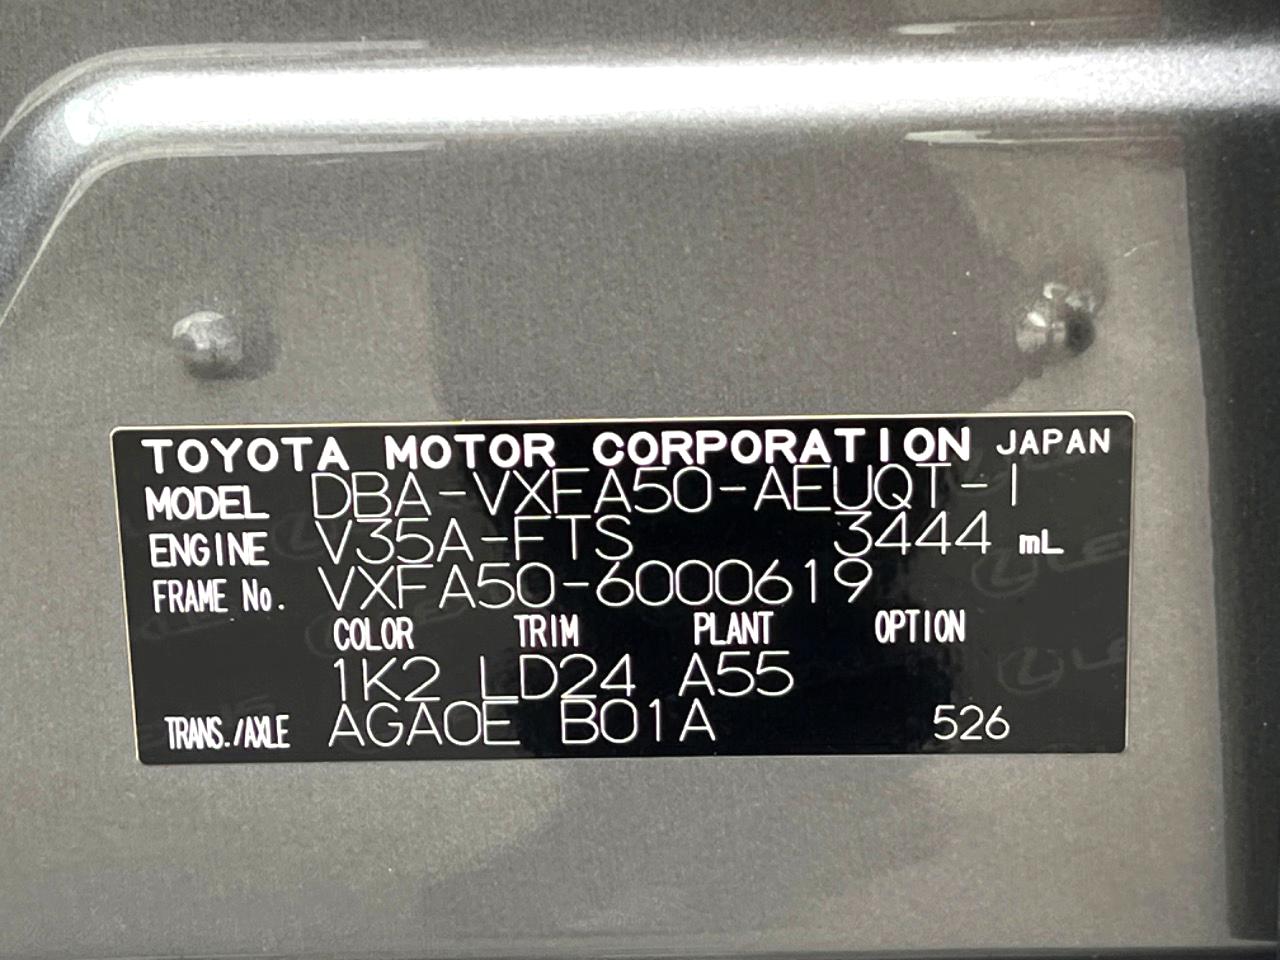 TOYOTA MOTOR CORPORATION JAPAN
MODEL DBA-VXFA50-AEUQT-I
ENGINE V35A-FTS 3444 mL
FRAME No. VXFA50-6000619
COLOR TRIM PLANT OPTION
1K2 LD24 A55
TRANS./AXLE AGA0E B01A 526